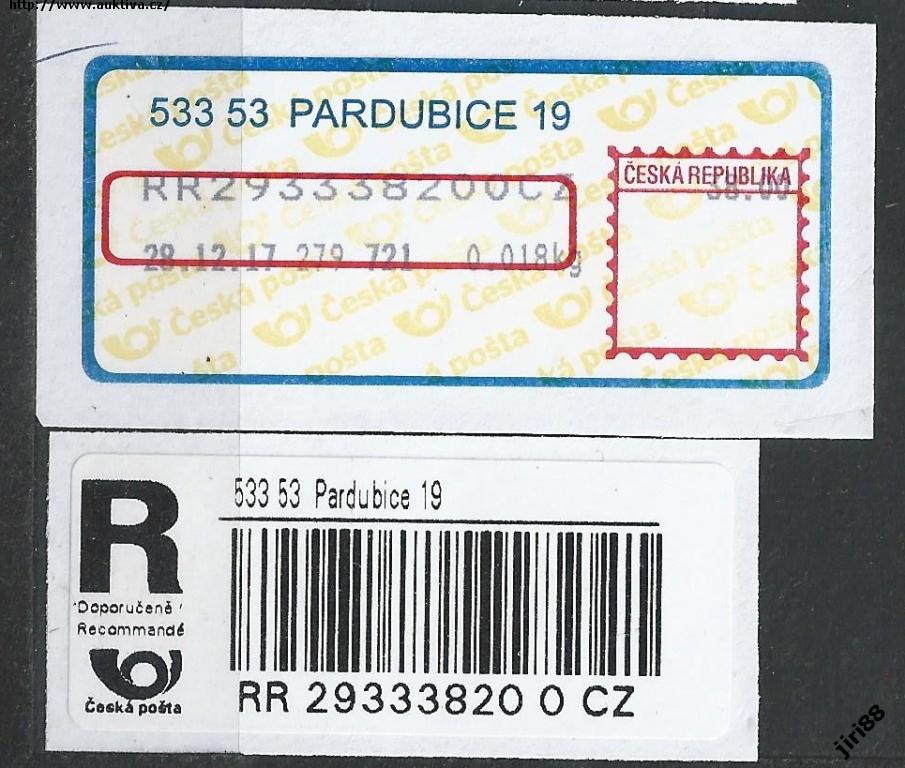 http://www.auktiva.cz/
533 53 PARDUBICE 19
RR293338200CZ
ČESKÁ REPUBLIKA
28.12.17 279 721 0.018kg
533 53 Pardubice 19
R
Doporučeně
Recommandé
Česká pošta
RR 29333820 0 CZ
jiri88